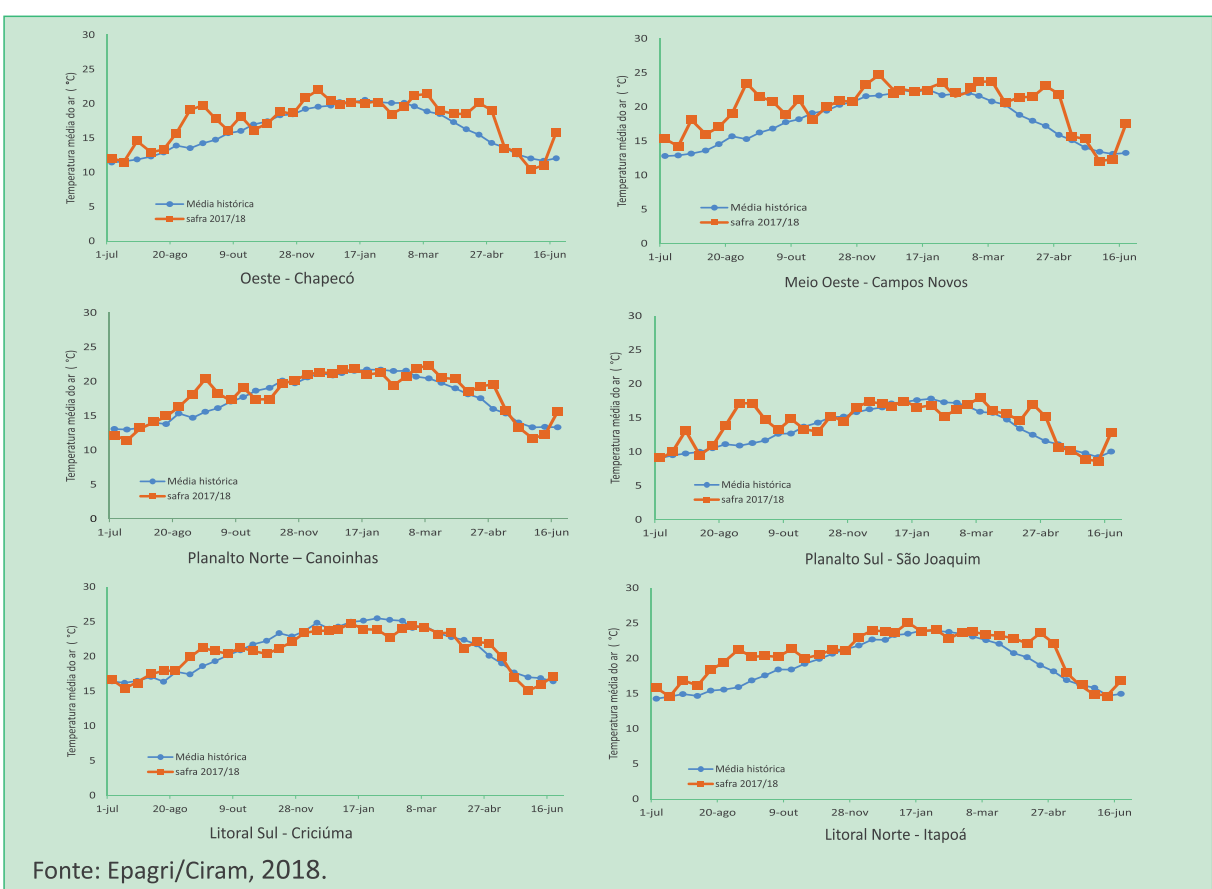 Temperatura média do ar ( °C)
30
25
20
15
10
5
0
1-jul 20-ago 9-out 28-nov 17-jan 8-mar 27-abr 16-jun
Média histórica
safra 2017/18
Oeste - Chapecó
Temperatura média do ar ( °C)
30
25
20
15
10
5
0
1-jul 20-ago 9-out 28-nov 17-jan 8-mar 27-abr 16-jun
Média histórica
safra 2017/18
Meio Oeste - Campos Novos
Temperatura média do ar ( °C)
30
25
20
15
10
5
0
1-jul 20-ago 9-out 28-nov 17-jan 8-mar 27-abr 16-jun
Média histórica
safra 2017/18
Planalto Norte – Canoinhas
Temperatura média do ar ( °C)
30
25
20
15
10
5
0
1-jul 20-ago 9-out 28-nov 17-jan 8-mar 27-abr 16-jun
Média histórica
safra 2017/18
Planalto Sul - São Joaquim
Temperatura média do ar ( °C)
30
25
20
15
10
5
0
1-jul 20-ago 9-out 28-nov 17-jan 8-mar 27-abr 16-jun
Média histórica
safra 2017/18
Litoral Sul - Criciúma
Temperatura média do ar ( °C)
30
25
20
15
10
5
0
1-jul 20-ago 9-out 28-nov 17-jan 8-mar 27-abr 16-jun
Média histórica
safra 2017/18
Litoral Norte - Itapoá
Fonte: Epagri/Ciram, 2018.